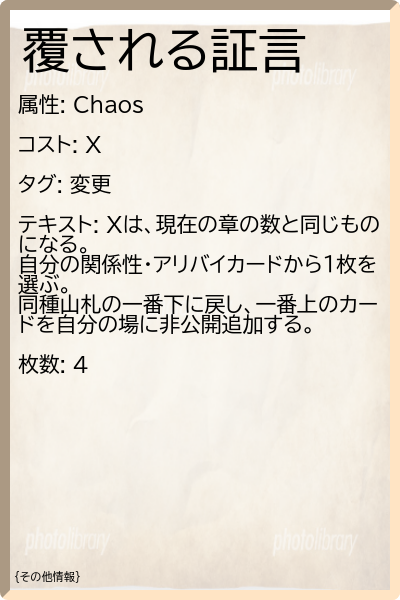 覆される証言
属性: Chaos
コスト: X
タグ: 変更
テキスト: Xは、現在の章の数と同じもの
になる。
自分の関係性・アリバイカードから1枚を
選ぶ。
同種山札の一番下に戻し、一番上のカー
ドを自分の場に非公開追加する。
枚数: 4
photolibrary
photolibrary
photolibrary
photolibrary
{その他情報}